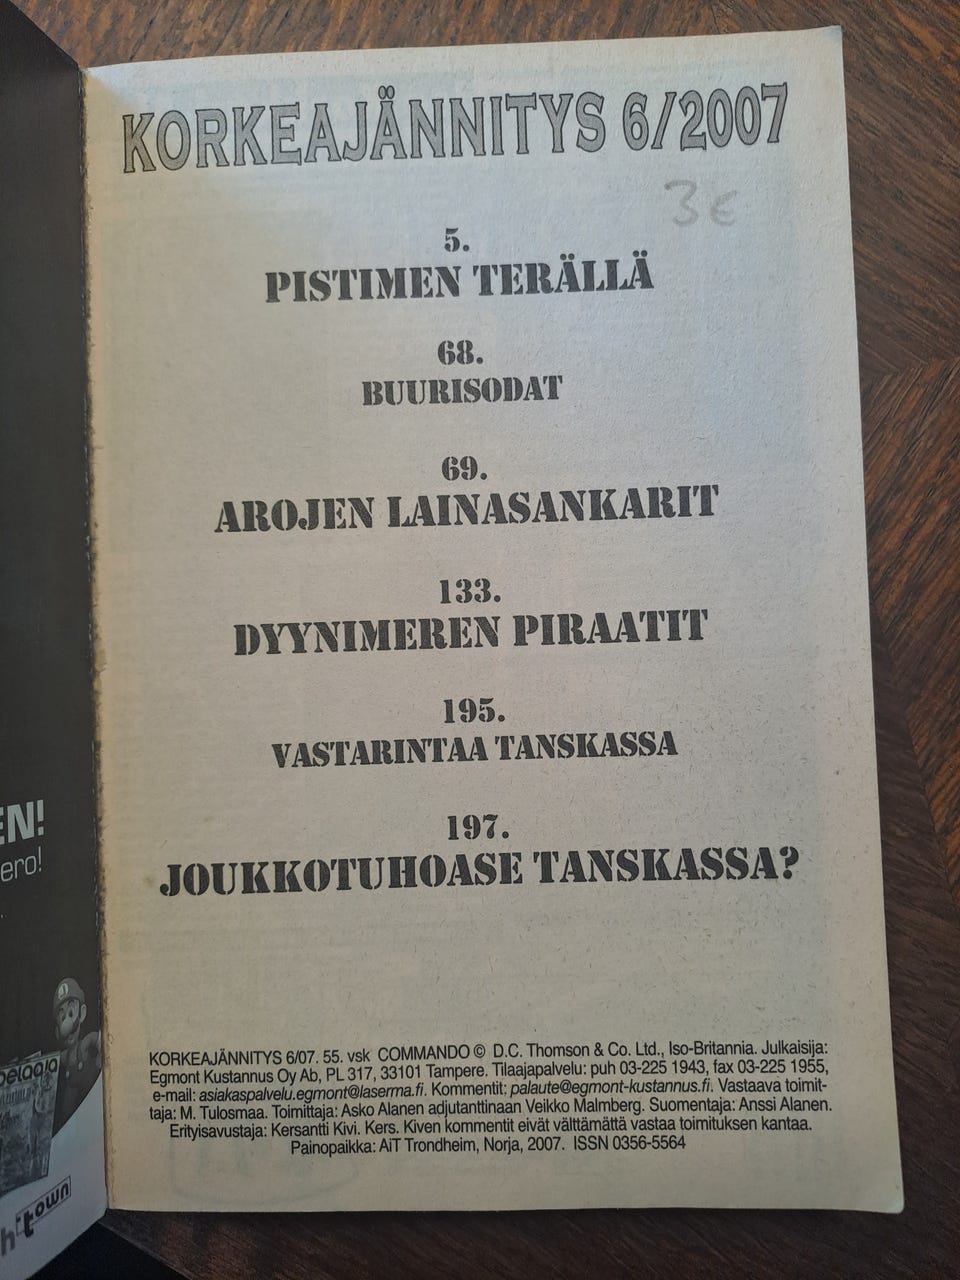 KORKEAJÄNNITYS 6/2007
3 €
5.
PISTIMEN TERÄLLÄ
68.
BUURISODAT
69.
AROJEN LAINASANKARIT
133.
DYYNIMEREN PIRAATIT
195.
VASTARINTAA TANSKASSA
197.
JOUKKOTUHOASE TANSKASSA?
KORKEAJÄNNITYS 6/07. 55. vsk COMMANDO © D.C. Thomson & Co. Ltd., Iso-Britannia. Julkaisija:
Egmont Kustannus Oy Ab, PL 317, 33101 Tampere. Tilaajapalvelu: puh 03-225 1943, fax 03-225 1955,
e-mail: asiakaspalvelu.egmont@laserma.fi. Kommentit: palaute@egmont-kustannus.fi. Vastaava toimit-
taja: M. Tulosmaa. Toimittaja: Asko Alanen adjutanttinaan Veikko Malmberg. Suomentaja: Anssi Alanen.
Erityisavustaja: Kersantti Kivi. Kers. Kiven kommentit eivät välttämättä vastaa toimituksen kantaa.
Painopaikka: AiT Trondheim, Norja, 2007. ISSN 0356-5564
EN!
ero!
pelaaja
town